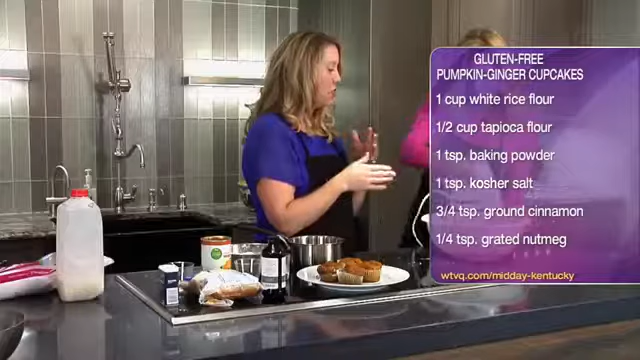 GLUTEN-FREE
PUMPKIN-GINGER CUPCAKES
1 cup white rice flour
1/2 cup tapioca flour
1 tsp. baking powder
1 tsp. kosher salt
3/4 tsp. ground cinnamon
1/4 tsp. grated nutmeg
wtvq.com/midday-kentucky